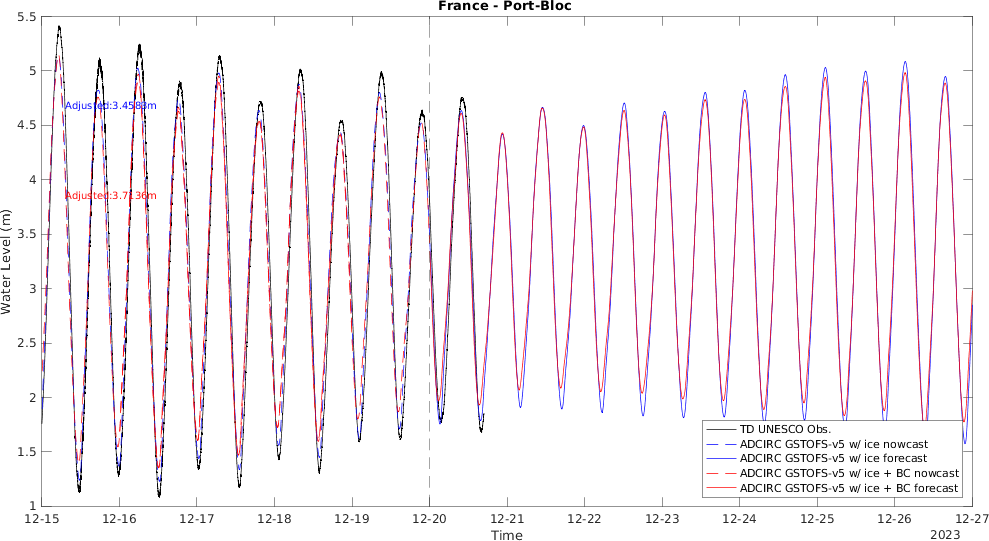 France - Port-Bloc
5.5
5
4.5
4
3.5
3
2.5
2
1.5
1
Water Level (m)
Adjusted:3.4583m
Adjusted:3.7136m
TD UNESCO Obs.
ADCIRC GSTOFS-v5 w/ ice nowcast
ADCIRC GSTOFS-v5 w/ ice forecast
ADCIRC GSTOFS-v5 w/ ice + BC nowcast
ADCIRC GSTOFS-v5 w/ ice + BC forecast
12-15 12-16 12-17 12-18 12-19 12-20 12-21 12-22 12-23 12-24 12-25 12-26 12-27
Time
2023